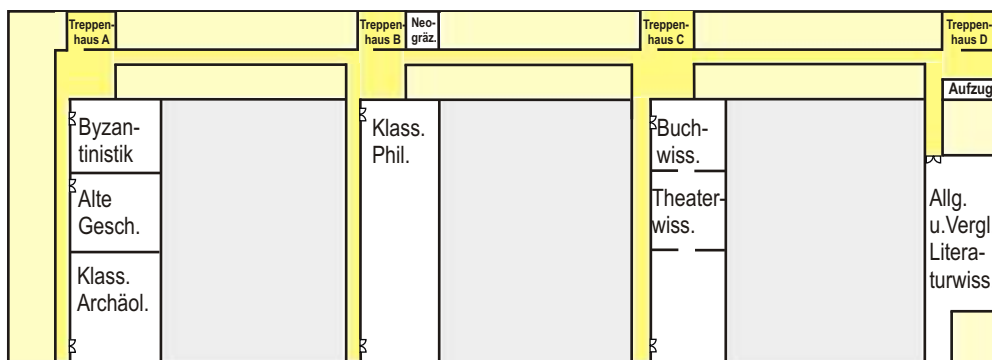 Treppen-
haus A
Treppen-
haus B
Neo-
gräz.
Treppen-
haus C
Treppen-
haus D
Aufzug
Byzan-
tinistik
Klass.
Phil.
Buch-
wiss.
Alte
Gesch.
Theater-
wiss.
Allg.
u.Vergl
Litera-
turwiss
Klass.
Archäol.